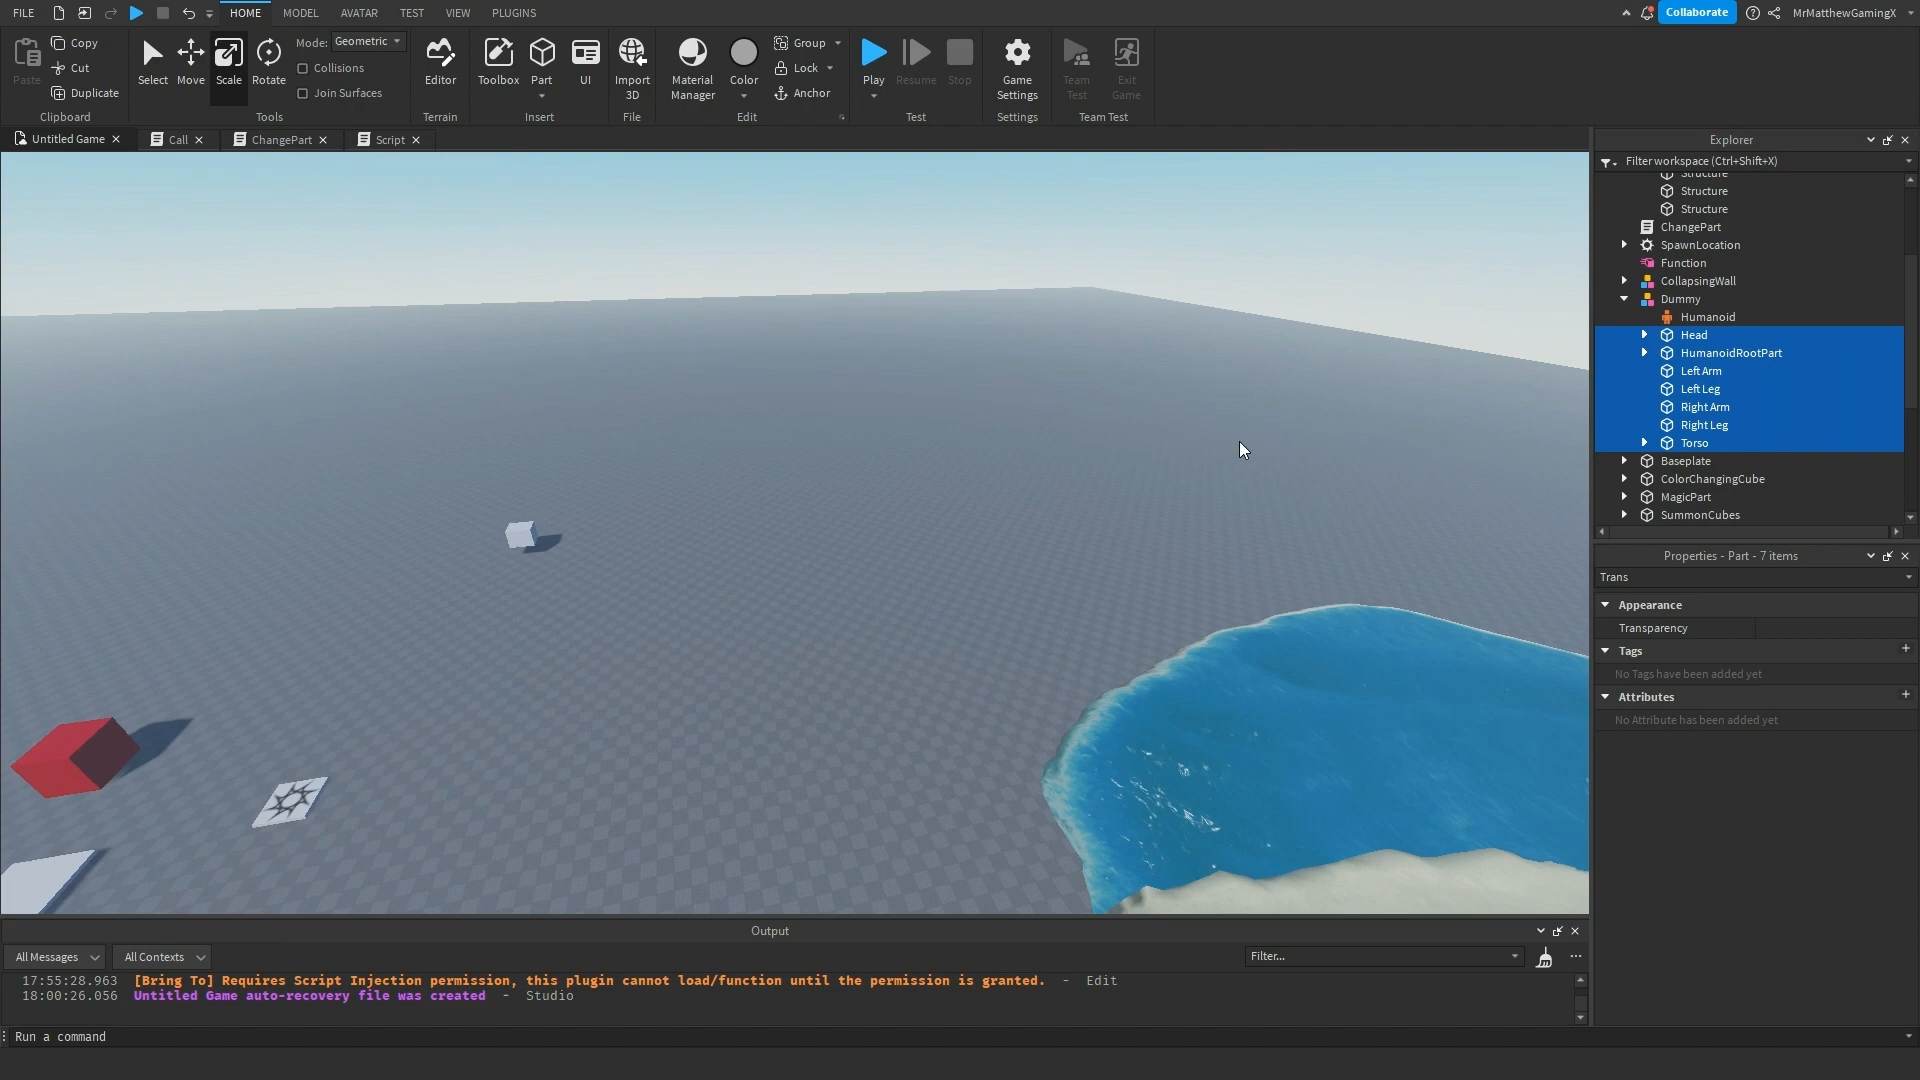 FILE HOME MODEL AVATAR TEST VIEW PLUGINS Collaborate MrMatthewGamingX
Paste Copy Cut Duplicate Clipboard
Select Move Scale Rotate Mode: Geometric Collisions Join Surfaces Tools
Editor Terrain
Toolbox Part UI Insert
Import 3D File
Material Manager Color Group Lock Anchor Edit
Play Resume Stop Test
Game Settings Settings
Team Test Exit Game Team Test
Untitled Game Call ChangePart Script
Explorer
Filter workspace (Ctrl+Shift+X)
Structure
Structure
Structure
ChangePart
SpawnLocation
Function
CollapsingWall
Dummy
Humanoid
Head
HumanoidRootPart
Left Arm
Left Leg
Right Arm
Right Leg
Torso
Baseplate
ColorChangingCube
MagicPart
SummonCubes
Properties - Part - 7 items
Trans
Appearance
Transparency
Tags
No Tags have been added yet
Attributes
No Attribute has been added yet
Output
All Messages All Contexts Filter...
17:55:28.963 [Bring To] Requires Script Injection permission, this plugin cannot load/function until the permission is granted. - Edit
18:00:26.056 Untitled Game auto-recovery file was created - Studio
Run a command